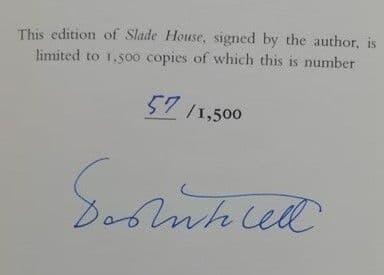 This edition of Slade House, signed by the author, is
limited to 1,500 copies of which this is number
57 /1,500